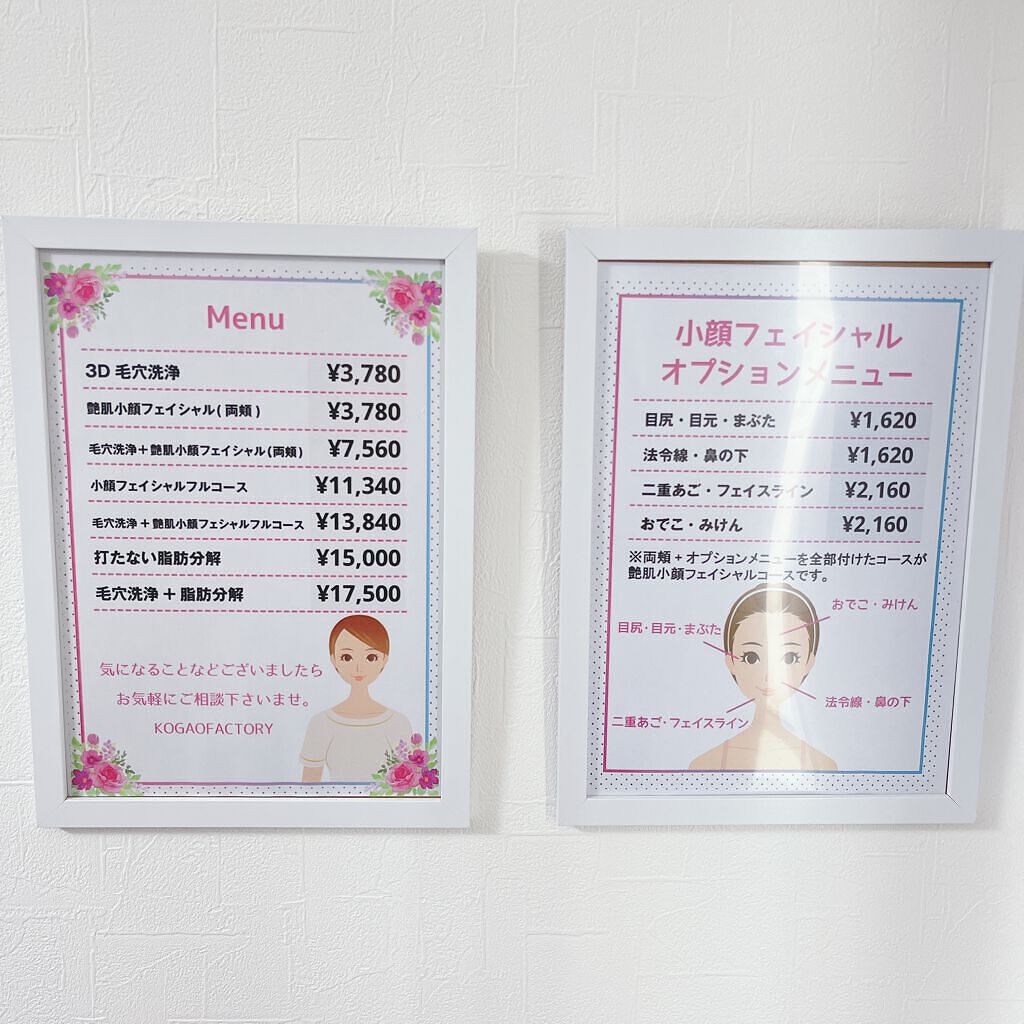 Menu
3D 毛穴洗浄 ¥3,780
艶肌小顔フェイシャル(両頬) ¥3,780
毛穴洗浄+艶肌小顔フェイシャル(両頬) ¥7,560
小顔フェイシャルフルコース ¥11,340
毛穴洗浄+艶肌小顔フェシャルフルコース ¥13,840
打たない脂肪分解 ¥15,000
毛穴洗浄+脂肪分解 ¥17,500
気になることなどございましたら
お気軽にご相談下さいませ。
KOGAOFACTORY
小顔フェイシャル
オプションメニュー
目尻・目元・まぶた ¥1,620
法令線・鼻の下 ¥1,620
二重あご・フェイスライン ¥2,160
おでこ・みけん ¥2,160
※両頬+オプションメニューを全部付けたコースが
艶肌小顔フェイシャルコースです。
おでこ・みけん
目尻・目元・まぶた
法令線・鼻の下
二重あご・フェイスライン